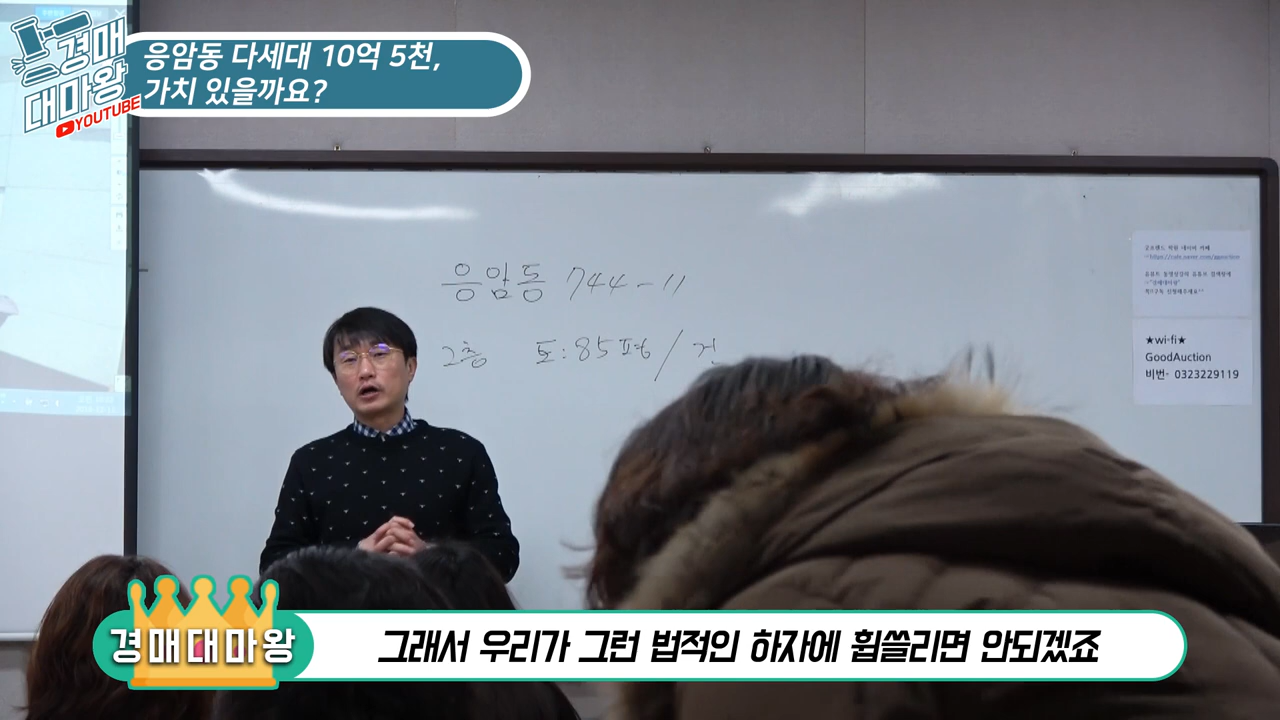 경매
대마왕
YOUTUBE
응암동 다세대 10억 5천,
가치 있을까요?
응암동 744-11
2층 토:85평/건
★wi-fi★
GoodAuction
비번- 0323229119
경매대마왕
그래서 우리가 그런 법적인 하자에 휩쓸리면 안되겠죠